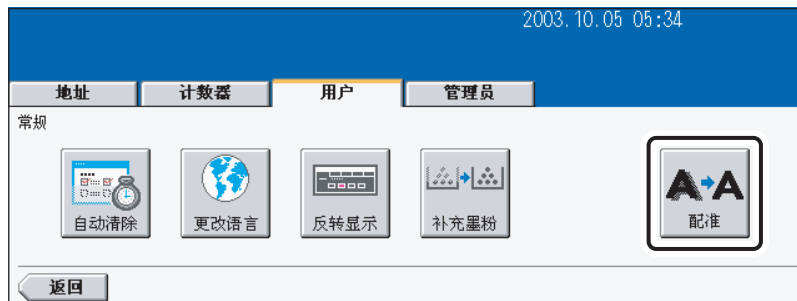 2003.10.05 05:34
地址 计数器 用户 管理员
常规
自动清除 更改语言 反转显示 补充墨粉 配准
返回